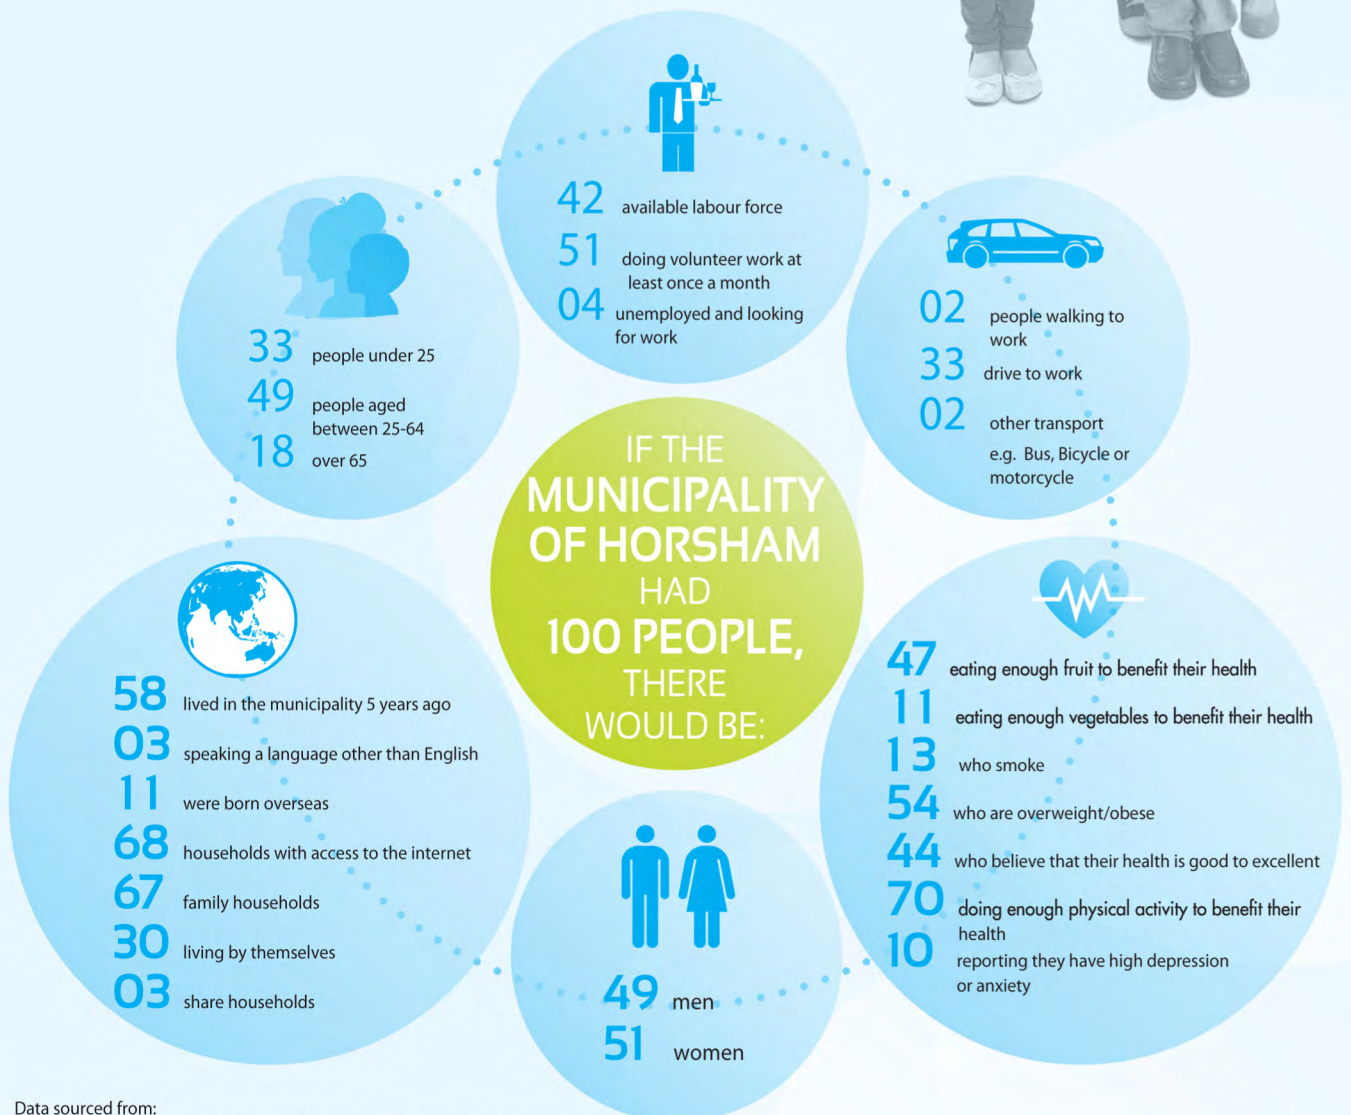 42 available labour force
51 doing volunteer work at
least once a month
04 unemployed and looking
for work
33 people under 25
49 people aged
between 25-64
18 over 65
02 people walking to
work
33 drive to work
02 other transport
e.g. Bus, Bicycle or
motorcycle
IF THE
MUNICIPALITY
OF HORSHAM
HAD
100 PEOPLE,
THERE
WOULD BE:
58 lived in the municipality 5 years ago
03 speaking a language other than English
11 were born overseas
68 households with access to the internet
67 family households
30 living by themselves
03 share households
47 eating enough fruit to benefit their health
11 eating enough vegetables to benefit their health
13 who smoke
54 who are overweight/obese
44 who believe that their health is good to excellent
70 doing enough physical activity to benefit their
health
10 reporting they have high depression
or anxiety
49 men
51 women
Data sourced from: